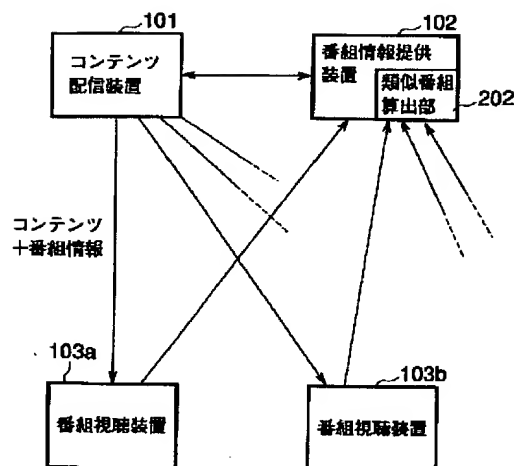 101
コンテンツ
配信装置
102
番組情報提供
装置
類似番組
算出部
202
コンテンツ
+番組情報
103a
番組視聴装置
103b
番組視聴装置